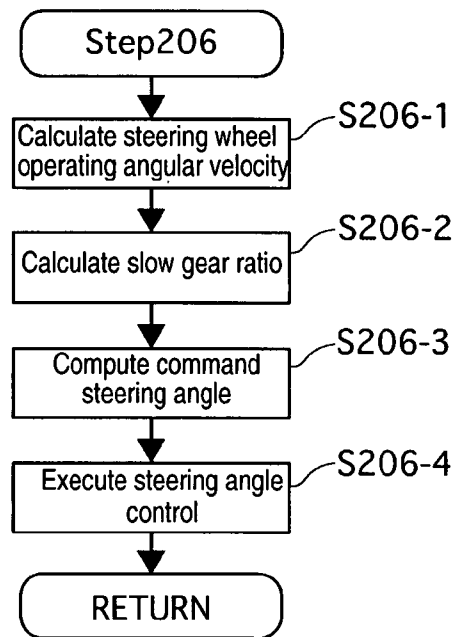 Step206
Calculate steering wheel
operating angular velocity
S206-1
Calculate slow gear ratio
S206-2
Compute command
steering angle
S206-3
Execute steering angle
control
S206-4
RETURN